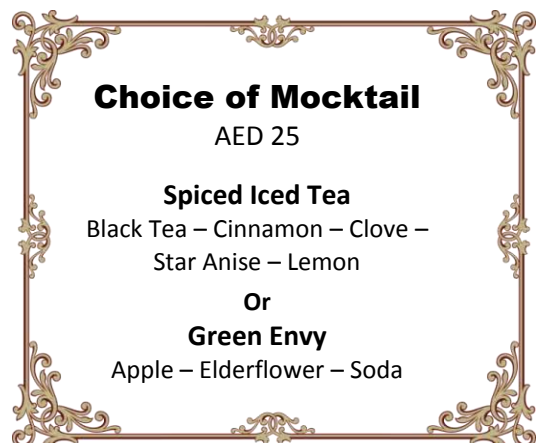 Choice of Mocktail
AED 25
Spiced Iced Tea
Black Tea – Cinnamon – Clove –
Star Anise – Lemon
Or
Green Envy
Apple – Elderflower – Soda